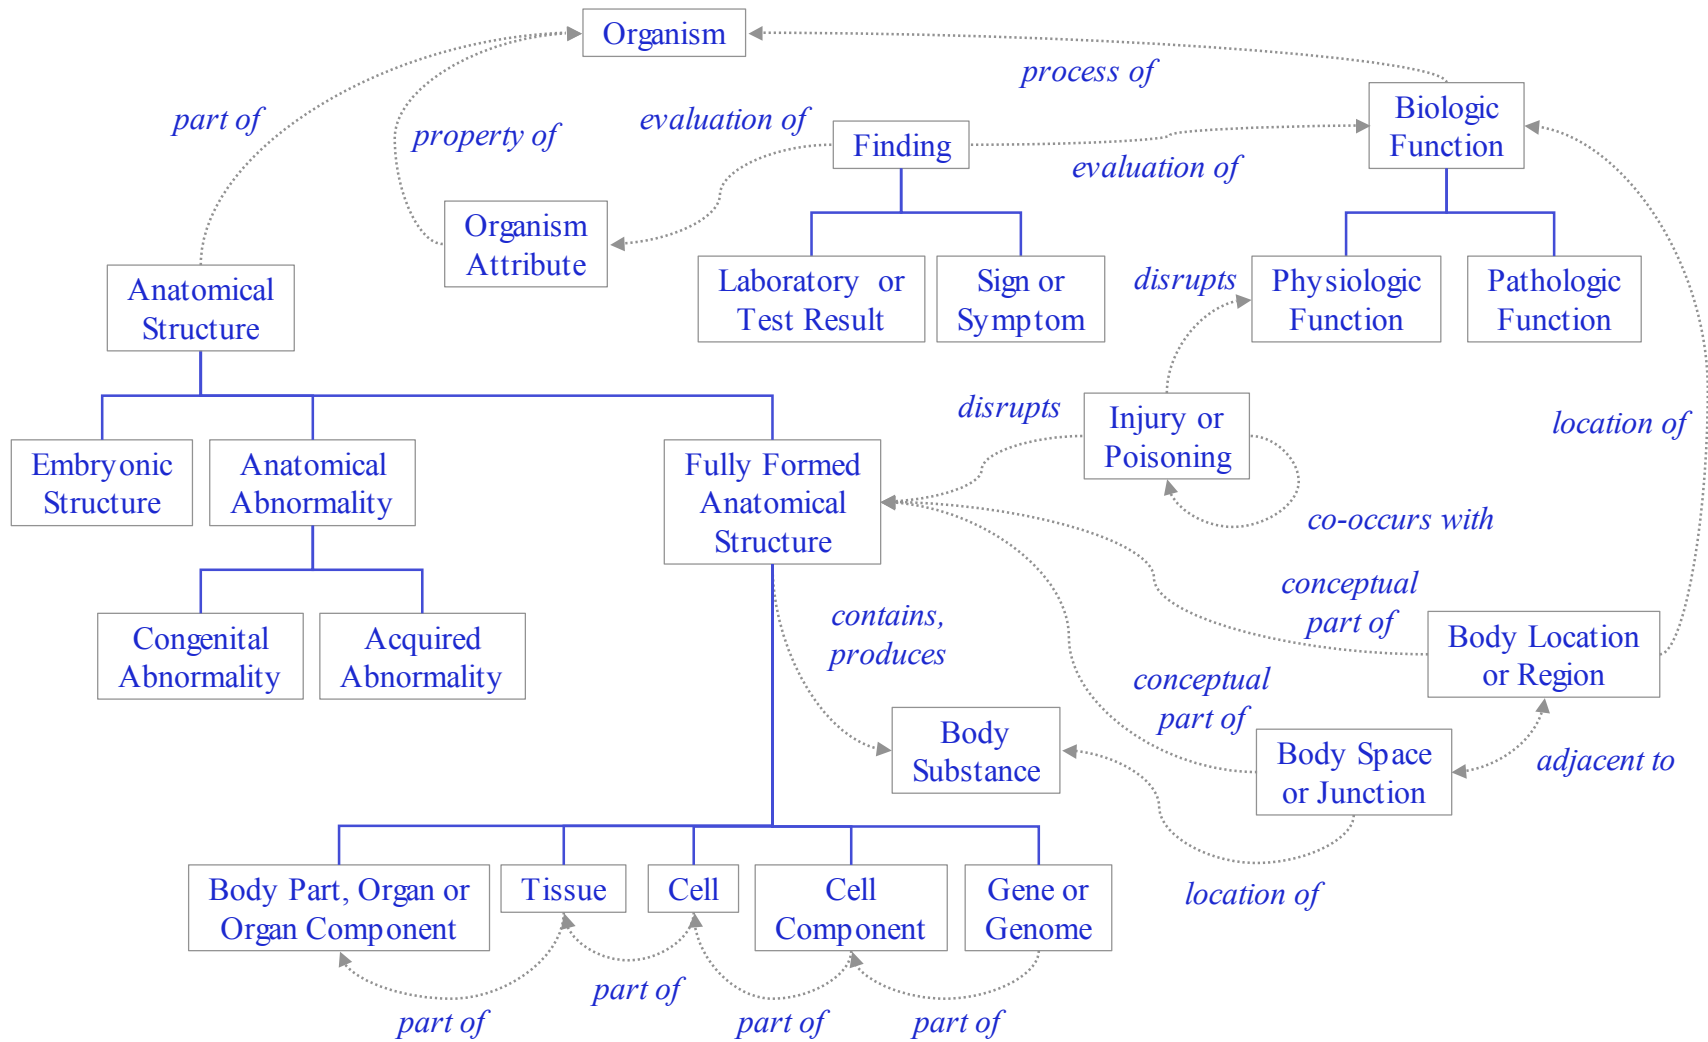 Organism
process of
part of
property of
evaluation of
Finding
evaluation of
Biologic
Function
Organism
Attribute
Anatomical
Structure
Laboratory or
Test Result
Sign or
Symptom
disrupts
Physiologic
Function
Pathologic
Function
Embryonic
Structure
Anatomical
Abnormality
Fully Formed
Anatomical
Structure
disrupts
Injury or
Poisoning
location of
co-occurs with
Congenital
Abnormality
Acquired
Abnormality
contains,
produces
conceptual
part of
Body Location
or Region
conceptual
part of
Body
Substance
Body Space
or Junction
adjacent to
Body Part, Organ or
Organ Component
Tissue
Cell
Cell
Component
Gene or
Genome
location of
part of
part of
part of
part of